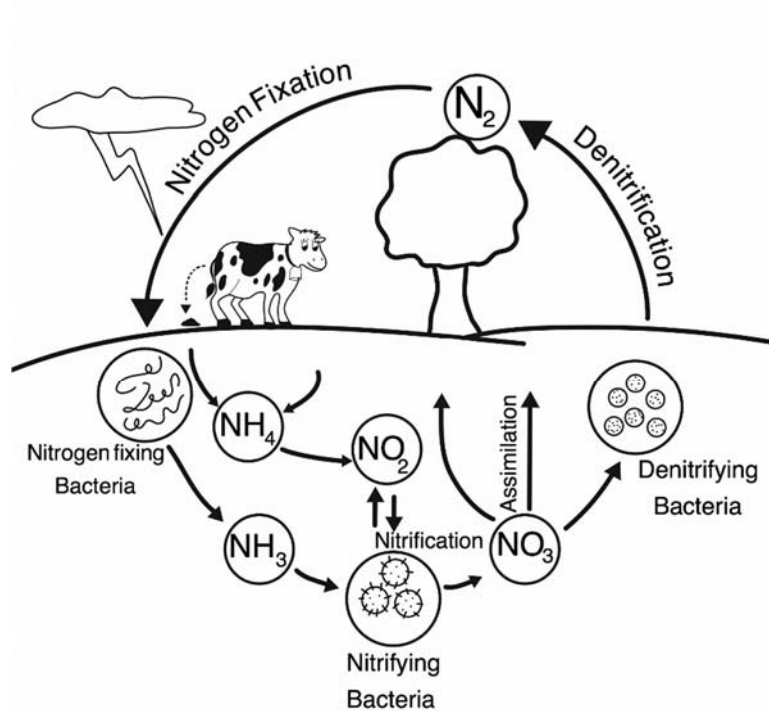 Nitrogen Fixation
N₂
Denitrification
Nitrogen fixing
Bacteria
NH₄
NO₂
Assimilation
Denitrifying
Bacteria
NH₃
Nitrification
NO₃
Nitrifying
Bacteria